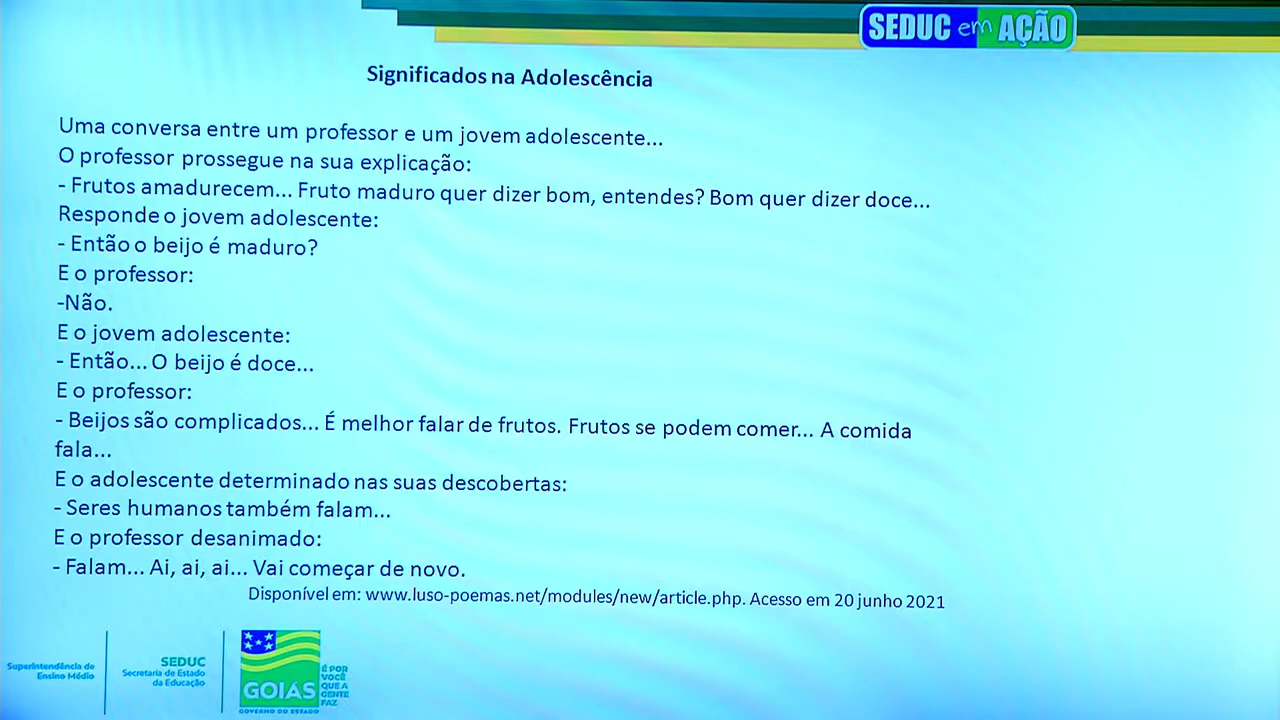 SEDUC em AÇÃO
Significados na Adolescência
Uma conversa entre um professor e um jovem adolescente...
O professor prossegue na sua explicação:
- Frutos amadurecem... Fruto maduro quer dizer bom, entendes? Bom quer dizer doce...
Responde o jovem adolescente:
- Então o beijo é maduro?
E o professor:
-Não.
E o jovem adolescente:
- Então... O beijo é doce...
E o professor:
- Beijos são complicados... É melhor falar de frutos. Frutos se podem comer... A comida
fala...
E o adolescente determinado nas suas descobertas:
- Seres humanos também falam...
E o professor desanimado:
- Falam... Ai, ai, ai... Vai começar de novo.
Disponível em: www.luso-poemas.net/modules/new/article.php. Acesso em 20 junho 2021
Superintendência de
Ensino Médio
SEDUC
Secretaria de Estado
da Educação
GOIÁS
GOVERNO DO ESTADO
É POR
VOCÊ
QUE A
GENTE
FAZ